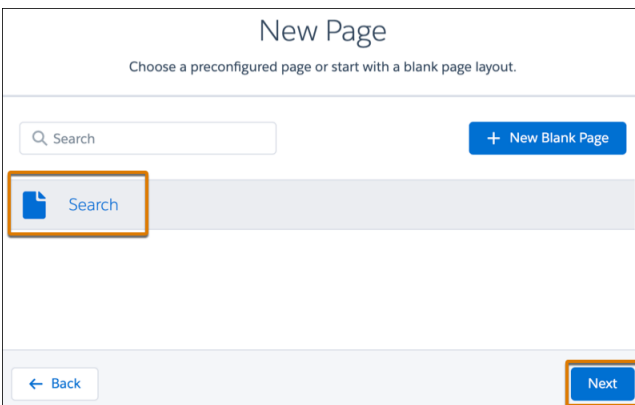 New Page
Choose a preconfigured page or start with a blank page layout.
Search
+ New Blank Page
Search
← Back
Next